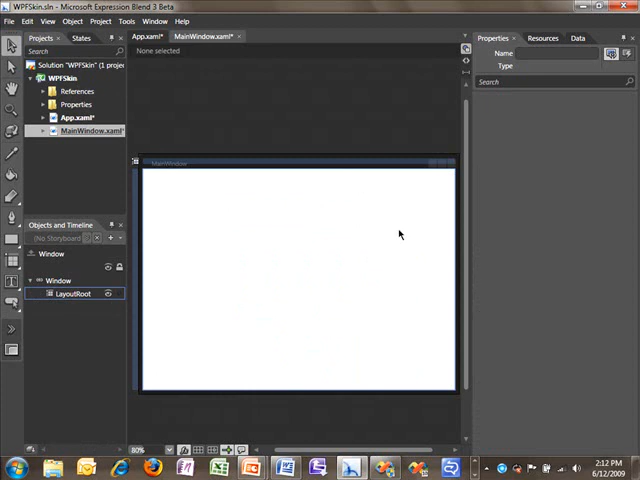 WPFSkin.sln - Microsoft Expression Blend 3 Beta
File Edit View Object Project Tools Window Help
Projects States
Search
Solution "WPFSkin" (1 projec
WPFSkin
References
Properties
App.xaml*
MainWindow.xaml*
Objects and Timeline
(No Storyboard
Window
Window
LayoutRoot
App.xaml* MainWindow.xaml*
None selected
MainWindow
80%
Properties Resources Data
Name
Type
Search
2:12 PM
6/12/2009